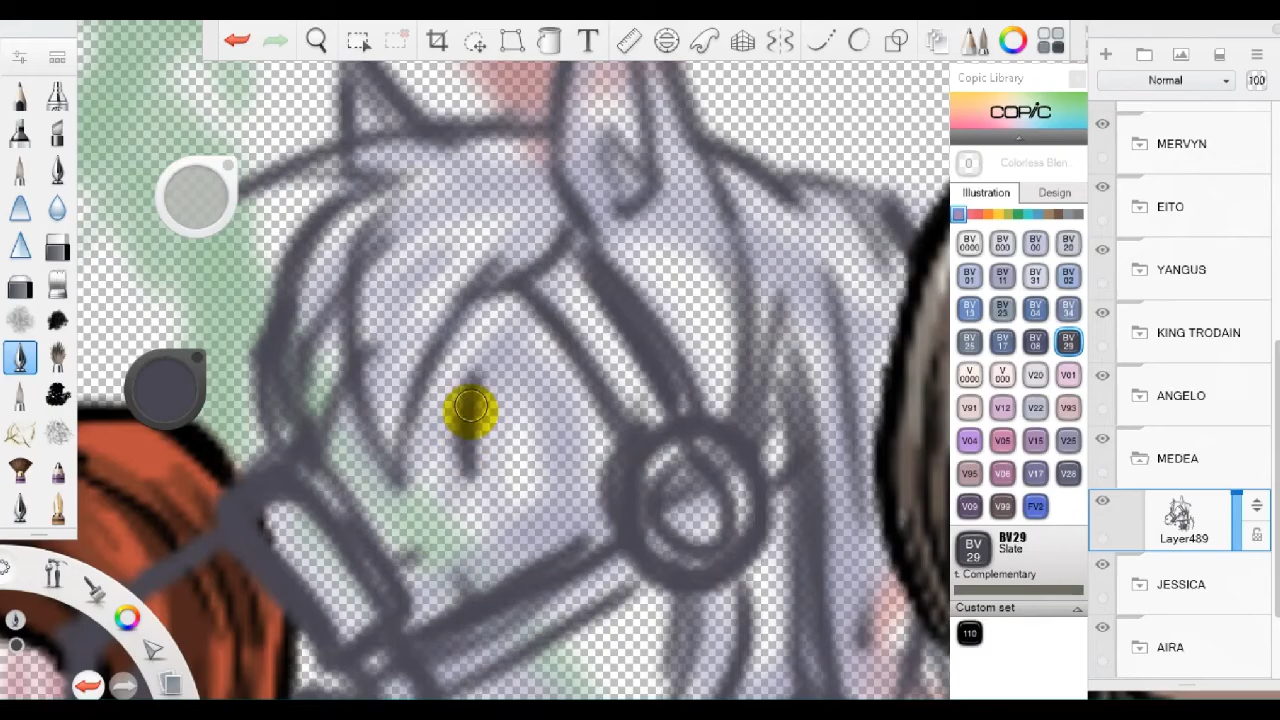 T
Copic Library
COPIC
0 Colorless Blen..
Illustration Design
BV 0000 BV 000 BV 00 BV 20
BV 01 BV 11 BV 31 BV 02
BV 13 BV 23 BV 04 BV 34
BV 25 BV 17 BV 08 BV 29
V 0000 V 000 V20 V01
V91 V12 V22 V93
V04 V05 V15 V25
V95 V06 V17 V28
V09 V99 FV2
BV 29 BV29
Slate
t. Complementary
Custom set
110
Normal 100
MERVYN
EITO
YANGUS
KING TRODAIN
ANGELO
MEDEA
Layer489
JESSICA
AIRA